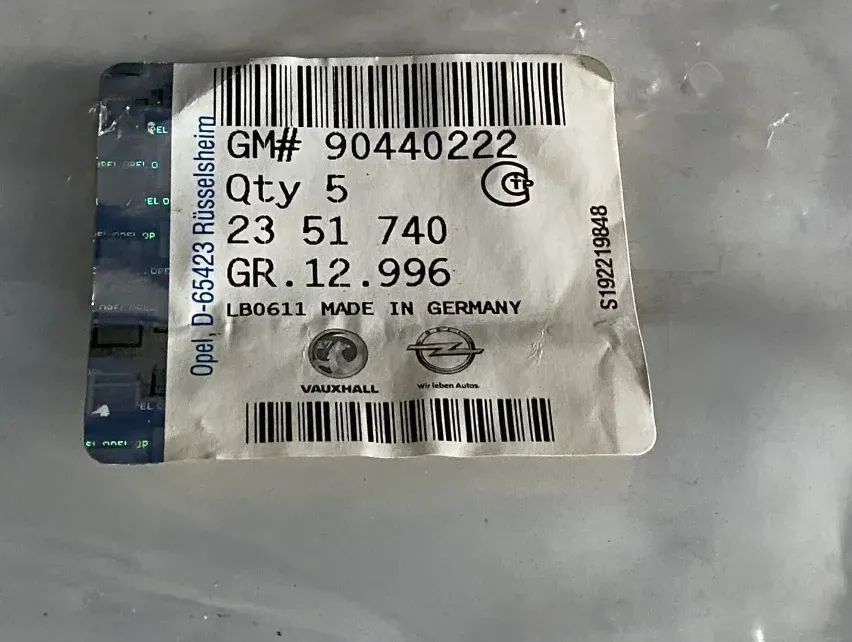 Opel, D-65423 Rüsselsheim
GM# 90440222
Qty 5
23 51 740
GR.12.996
LB0611 MADE IN GERMANY
VAUXHALL
OPEL
Wir leben Autos.
S192219848